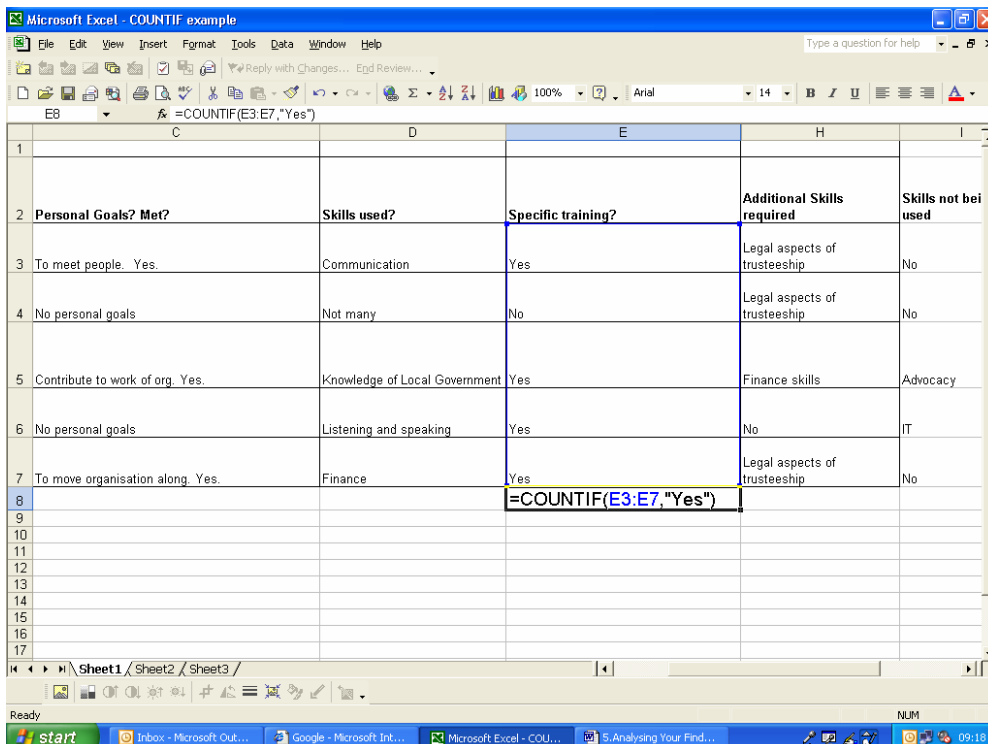 Microsoft Excel - COUNTIF example
File Edit View Insert Format Tools Data Window Help Type a question for help
Reply with Changes... End Review...
100% Arial 14 B I U A
E8 fx =COUNTIF(E3:E7,"Yes")
C D E H I
1
2 Personal Goals? Met? Skills used? Specific training? Additional Skills required Skills not bei used
3 To meet people. Yes. Communication Yes Legal aspects of trusteeship No
4 No personal goals Not many No Legal aspects of trusteeship No
5 Contribute to work of org. Yes. Knowledge of Local Government Yes Finance skills Advocacy
6 No personal goals Listening and speaking Yes No IT
7 To move organisation along. Yes. Finance Yes Legal aspects of trusteeship No
8 =COUNTIF(E3:E7,"Yes")
9
10
11
12
13
14
15
16
17
Sheet1 Sheet2 Sheet3
Ready NUM
start Inbox - Microsoft Out... Google - Microsoft Int... Microsoft Excel - COU... 5.Analysing Your Find... 09:18